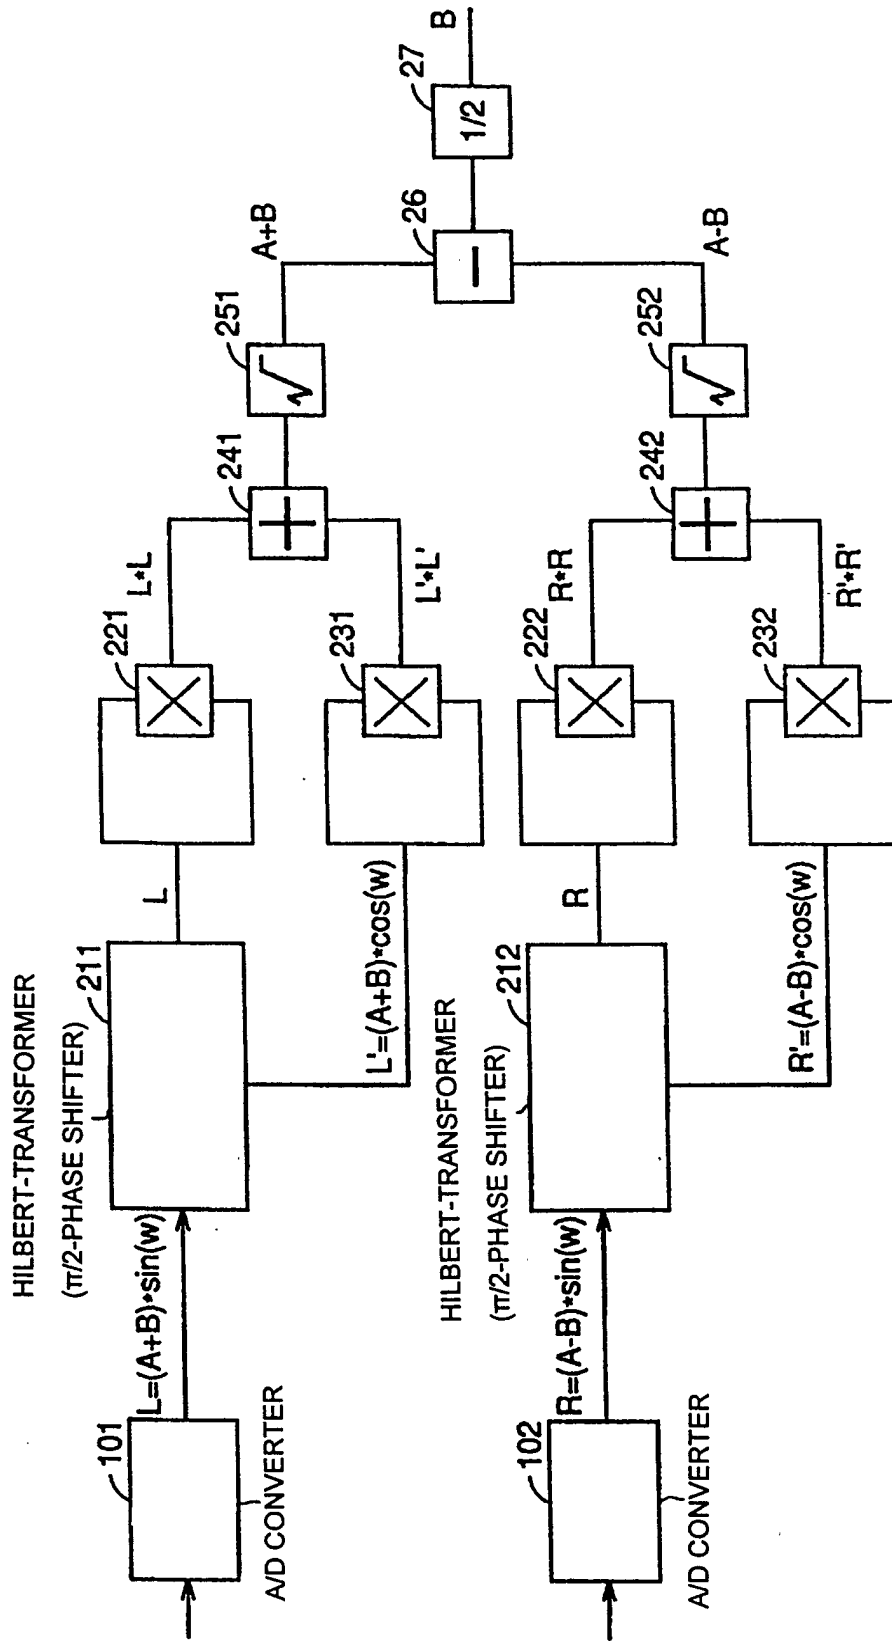 HILBERT-TRANSFORMER
(π/2-PHASE SHIFTER)
101
L=(A+B)*sin(w)
A/D CONVERTER
211
L
L'=(A+B)*cos(w)
221
L*L
231
L'*L'
241
251
A+B
HILBERT-TRANSFORMER
(π/2-PHASE SHIFTER)
102
R=(A-B)*sin(w)
A/D CONVERTER
212
R
R'=(A-B)*cos(w)
222
R*R
232
R'*R'
242
252
A-B
26
27
1/2
B
+
+
√
√
−
×
×
×
×